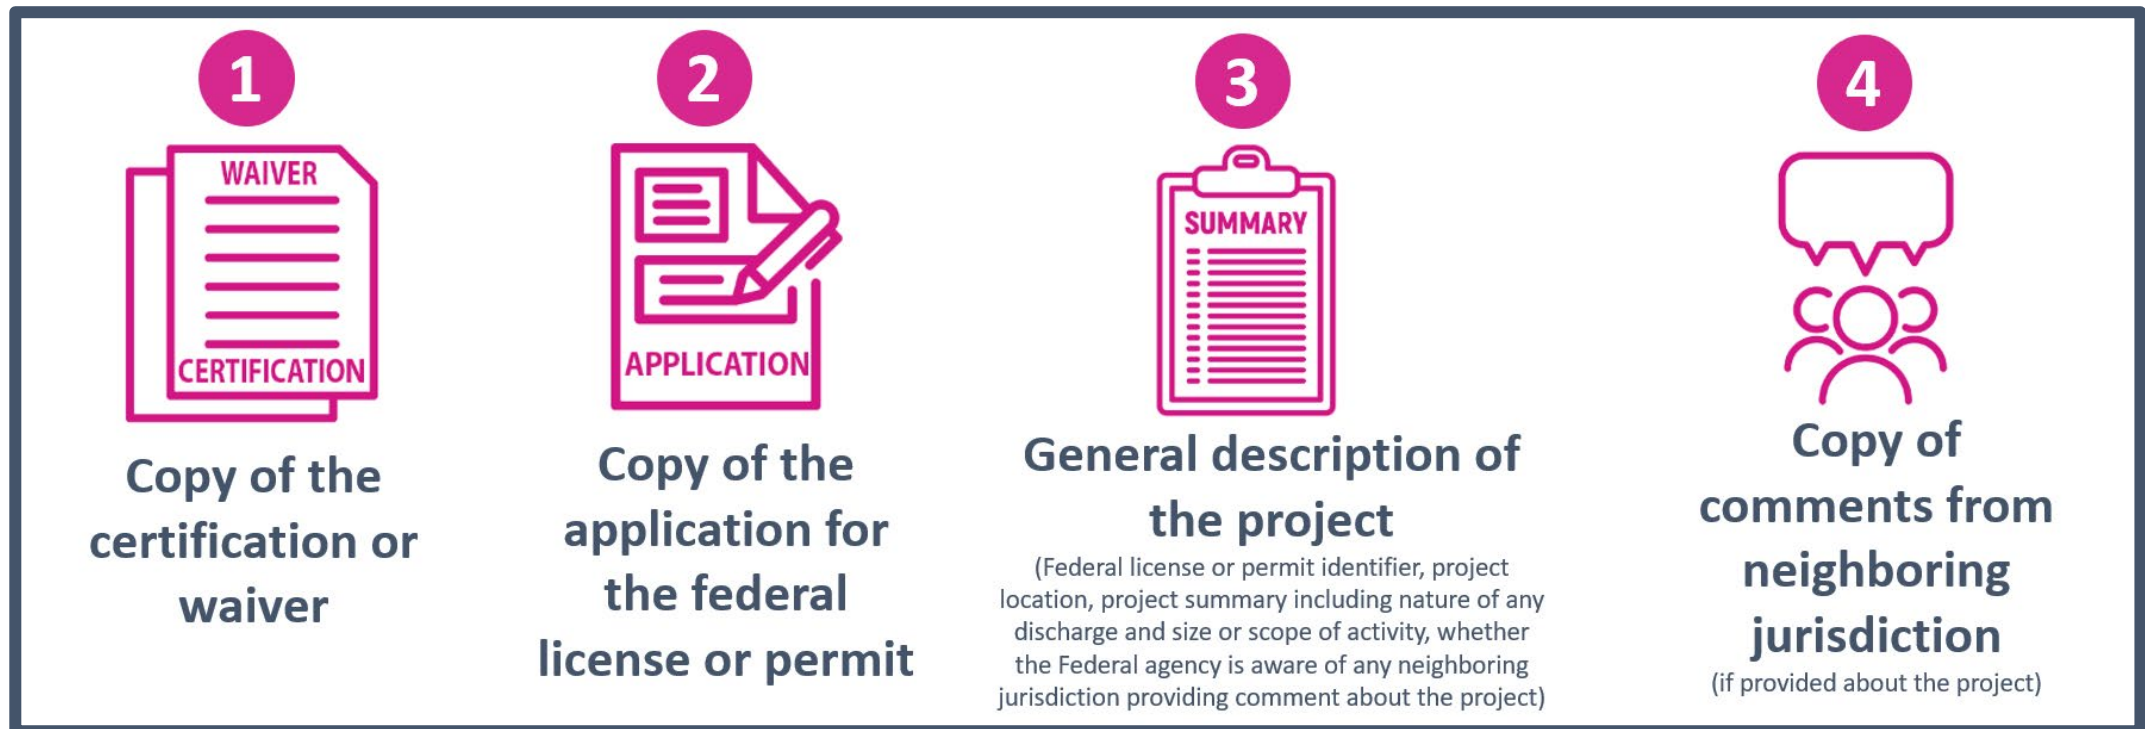 1
WAIVER
CERTIFICATION
Copy of the
certification or
waiver
2
APPLICATION
Copy of the
application for
the federal
license or permit
3
SUMMARY
General description of
the project
(Federal license or permit identifier, project
location, project summary including nature of any
discharge and size or scope of activity, whether
the Federal agency is aware of any neighboring
jurisdiction providing comment about the project)
4
Copy of
comments from
neighboring
jurisdiction
(if provided about the project)